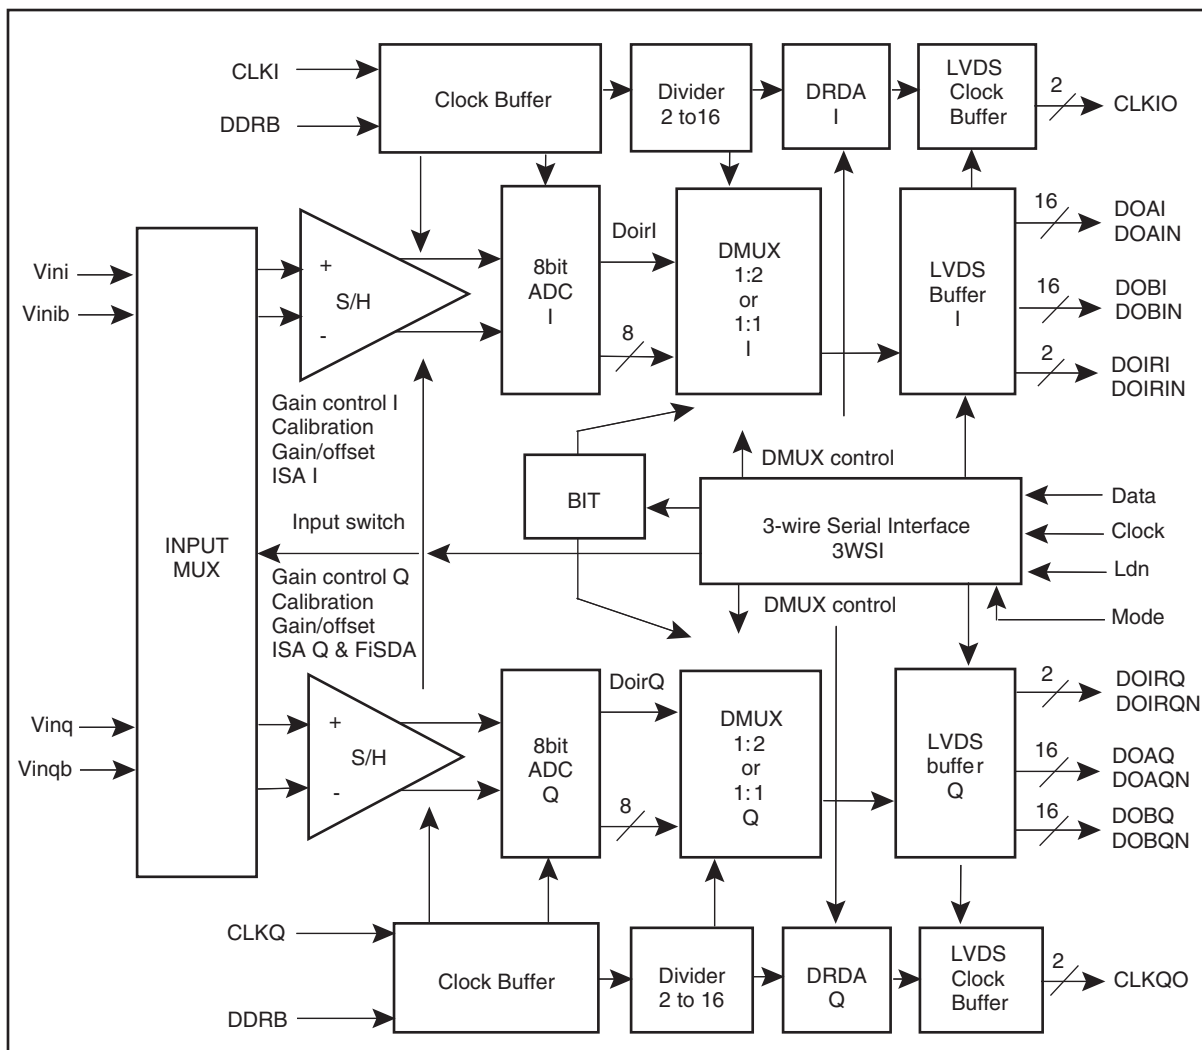 CLKI
DDRB
Clock Buffer
Divider
2 to16
DRDA
I
LVDS
Clock
Buffer
2
CLKIO
Vini
Vinib
INPUT
MUX
+
S/H
-
8bit
ADC
I
DoirI
8
DMUX
1:2
or
1:1
I
LVDS
Buffer
I
16
DOAI
DOAIN
16
DOBI
DOBIN
2
DOIRI
DOIRIN
Gain control I
Calibration
Gain/offset
ISA I
Input switch
BIT
DMUX control
3-wire Serial Interface
3WSI
DMUX control
Data
Clock
Ldn
Mode
Gain control Q
Calibration
Gain/offset
ISA Q & FiSDA
Vinq
Vinqb
+
S/H
-
8bit
ADC
Q
DoirQ
8
DMUX
1:2
or
1:1
Q
LVDS
buffer
Q
2
DOIRQ
DOIRQN
16
DOAQ
DOAQN
16
DOBQ
DOBQN
CLKQ
DDRB
Clock Buffer
Divider
2 to 16
DRDA
Q
LVDS
Clock
Buffer
2
CLKQO